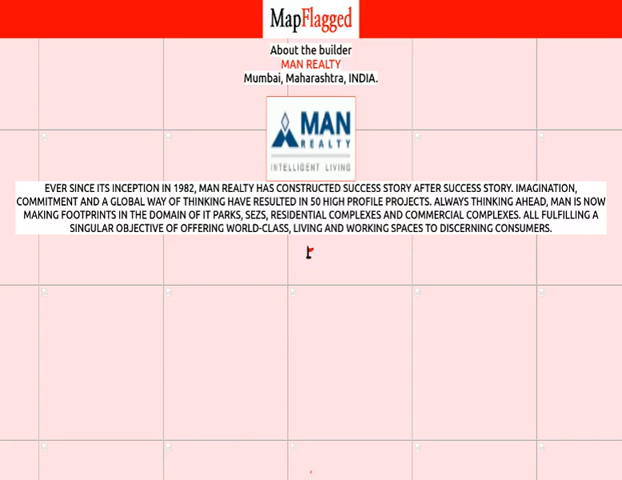 MapFlagged
About the builder
MAN REALTY
Mumbai, Maharashtra, INDIA.
MAN
REALTY
INTELLIGENT LIVING
EVER SINCE ITS INCEPTION IN 1982, MAN REALTY HAS CONSTRUCTED SUCCESS STORY AFTER SUCCESS STORY. IMAGINATION,
COMMITMENT AND A GLOBAL WAY OF THINKING HAVE RESULTED IN 50 HIGH PROFILE PROJECTS. ALWAYS THINKING AHEAD, MAN IS NOW
MAKING FOOTPRINTS IN THE DOMAIN OF IT PARKS, SEZS, RESIDENTIAL COMPLEXES AND COMMERCIAL COMPLEXES. ALL FULFILLING A
SINGULAR OBJECTIVE OF OFFERING WORLD-CLASS, LIVING AND WORKING SPACES TO DISCERNING CONSUMERS.